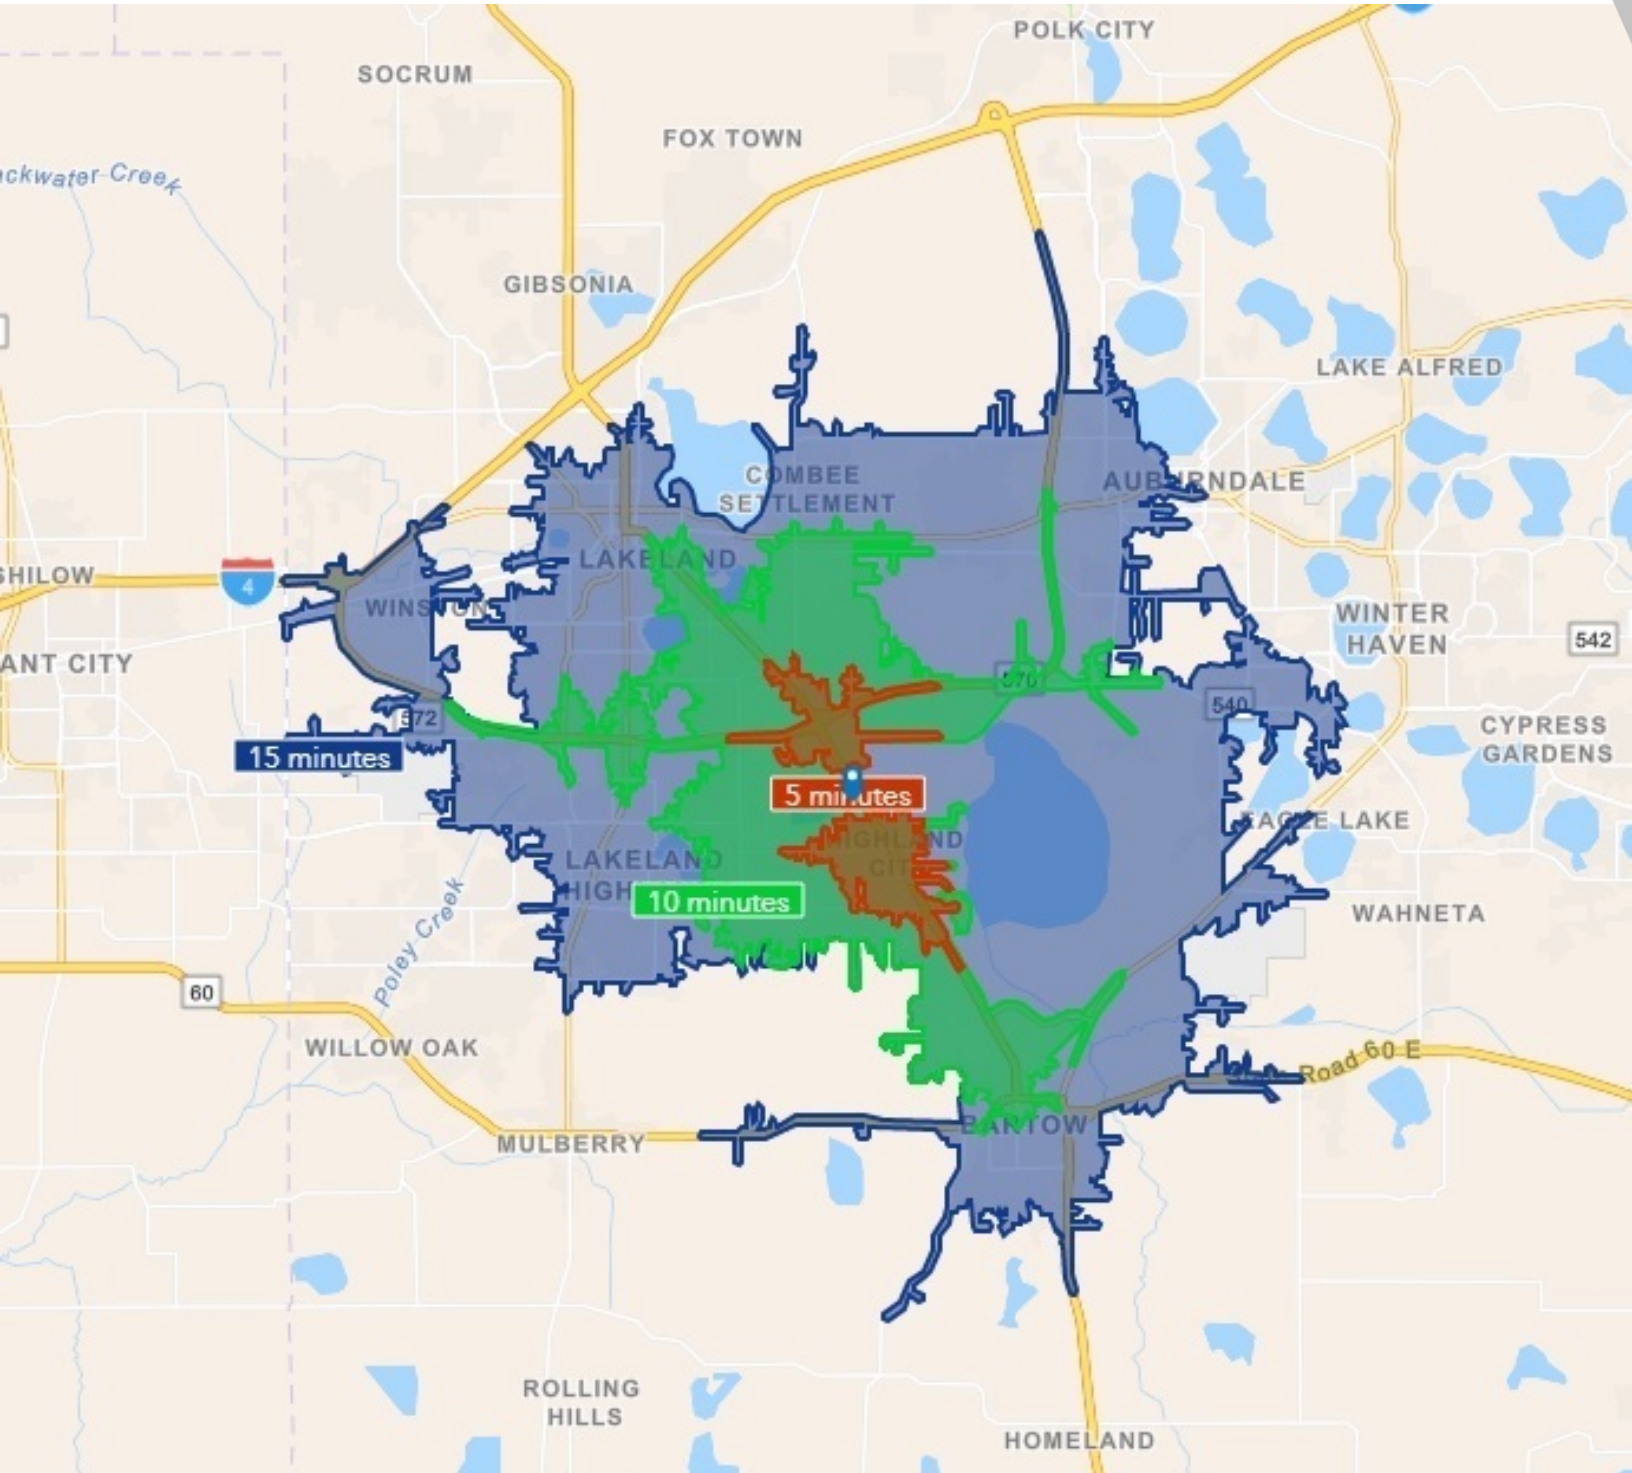 POLK CITY
SOCRUM
FOX TOWN
ackwater Creek
GIBSONIA
LAKE ALFRED
COMBEE
SETTLEMENT
AUBURNDALE
LAKELAND
SHILOW
4
WINSTON
WINTER
HAVEN
542
ANT CITY
570
540
572
CYPRESS
GARDENS
15 minutes
5 minutes
EAGLE LAKE
HIGHLAND
CITY
LAKELAND
HIGH
10 minutes
WAHNETA
Poley Creek
60
WILLOW OAK
Road 60 E
BARTOW
MULBERRY
ROLLING
HILLS
HOMELAND